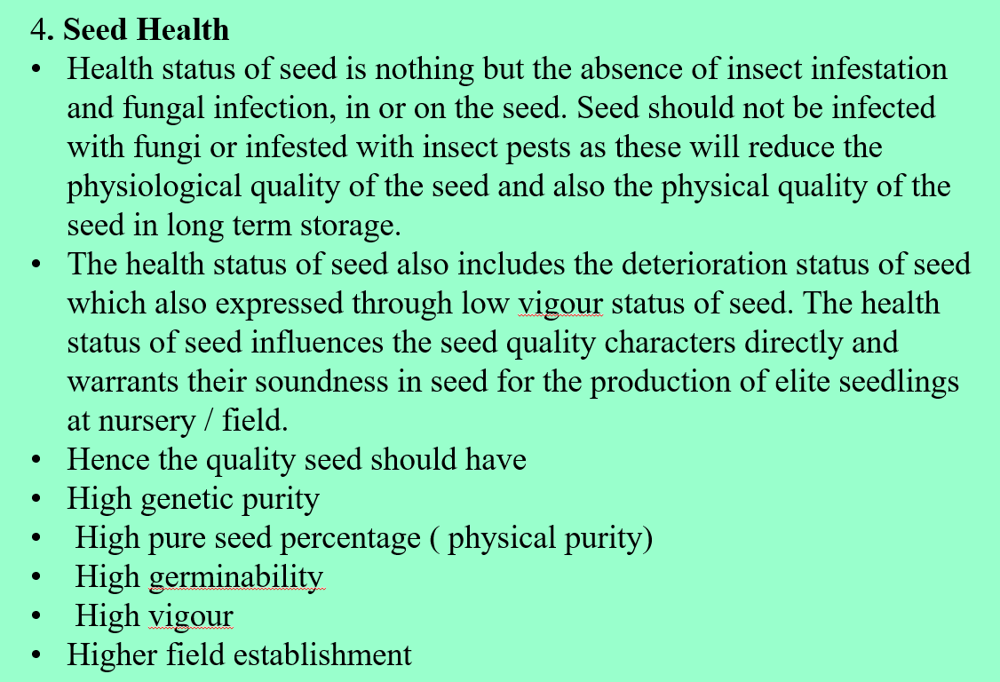 4. Seed Health
• Health status of seed is nothing but the absence of insect infestation
and fungal infection, in or on the seed. Seed should not be infected
with fungi or infested with insect pests as these will reduce the
physiological quality of the seed and also the physical quality of the
seed in long term storage.
• The health status of seed also includes the deterioration status of seed
which also expressed through low vigour status of seed. The health
status of seed influences the seed quality characters directly and
warrants their soundness in seed for the production of elite seedlings
at nursery / field.
• Hence the quality seed should have
• High genetic purity
• High pure seed percentage ( physical purity)
• High germinability
• High vigour
• Higher field establishment